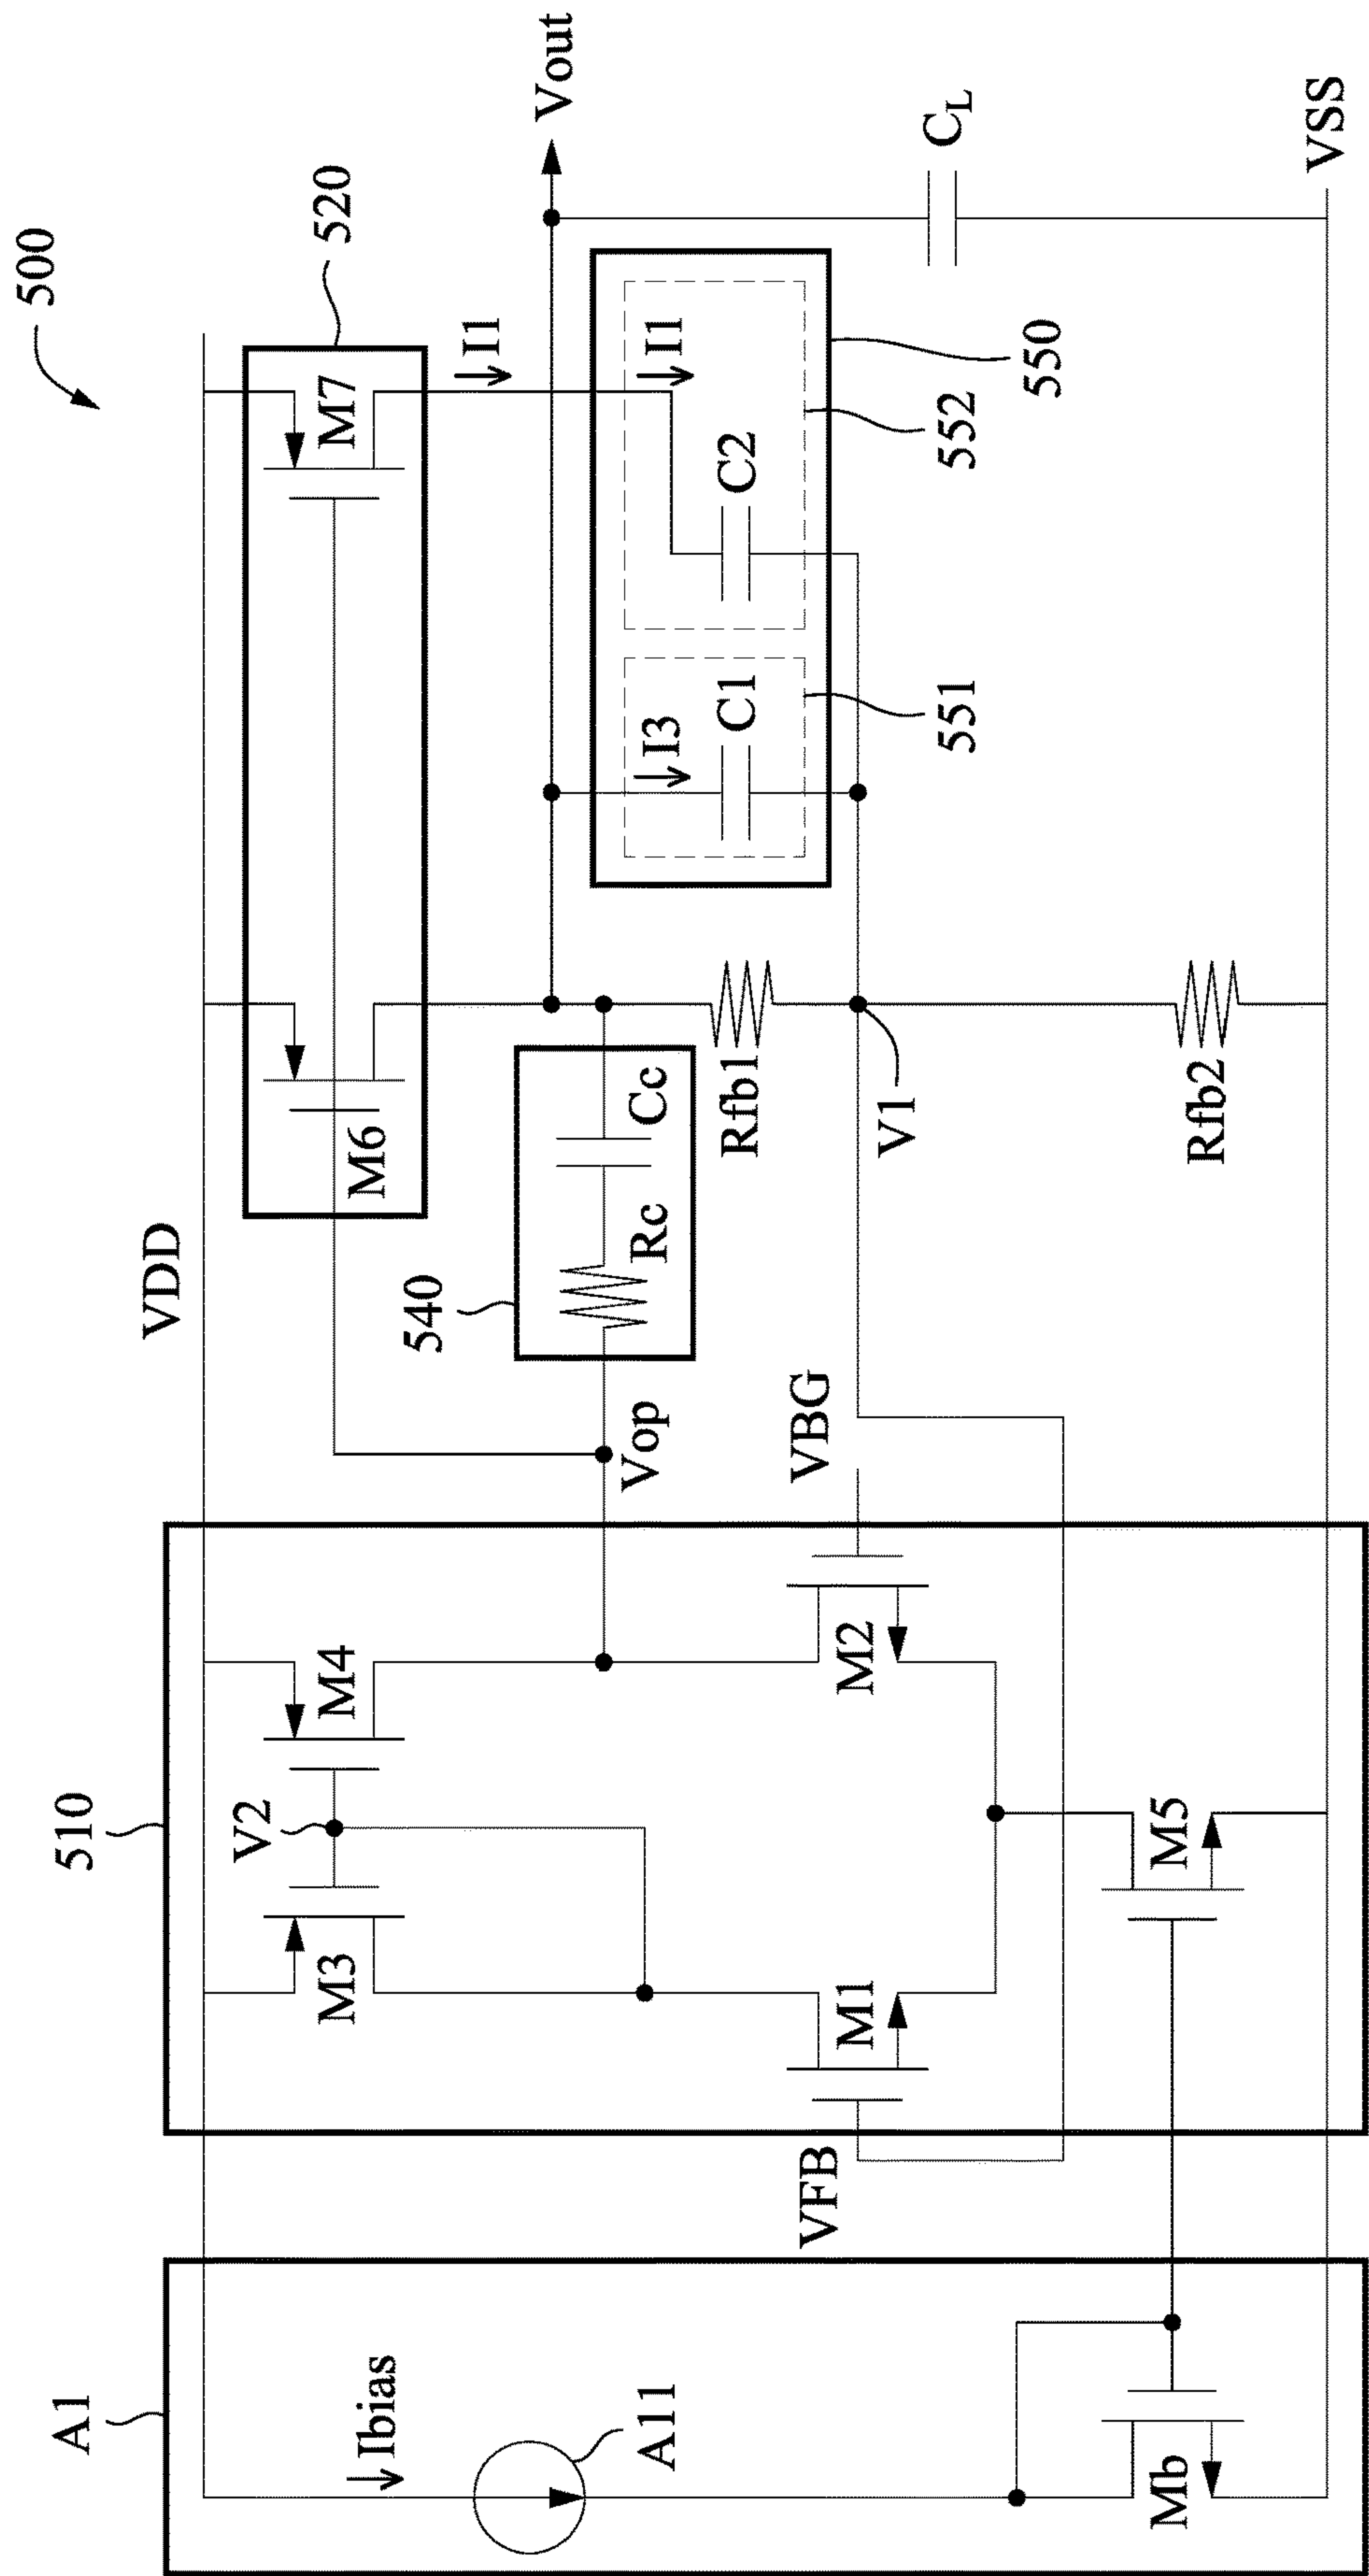 500
A1
510
VDD
520
Ibias
A11
Mb
M3
V2
M4
M6
M7
I1
Vout
540
Rc
Cc
Vop
I3
I1
C1
C2
CL
551
552
550
Rfb1
VFB
M1
M2
VBG
V1
M5
Rfb2
VSS